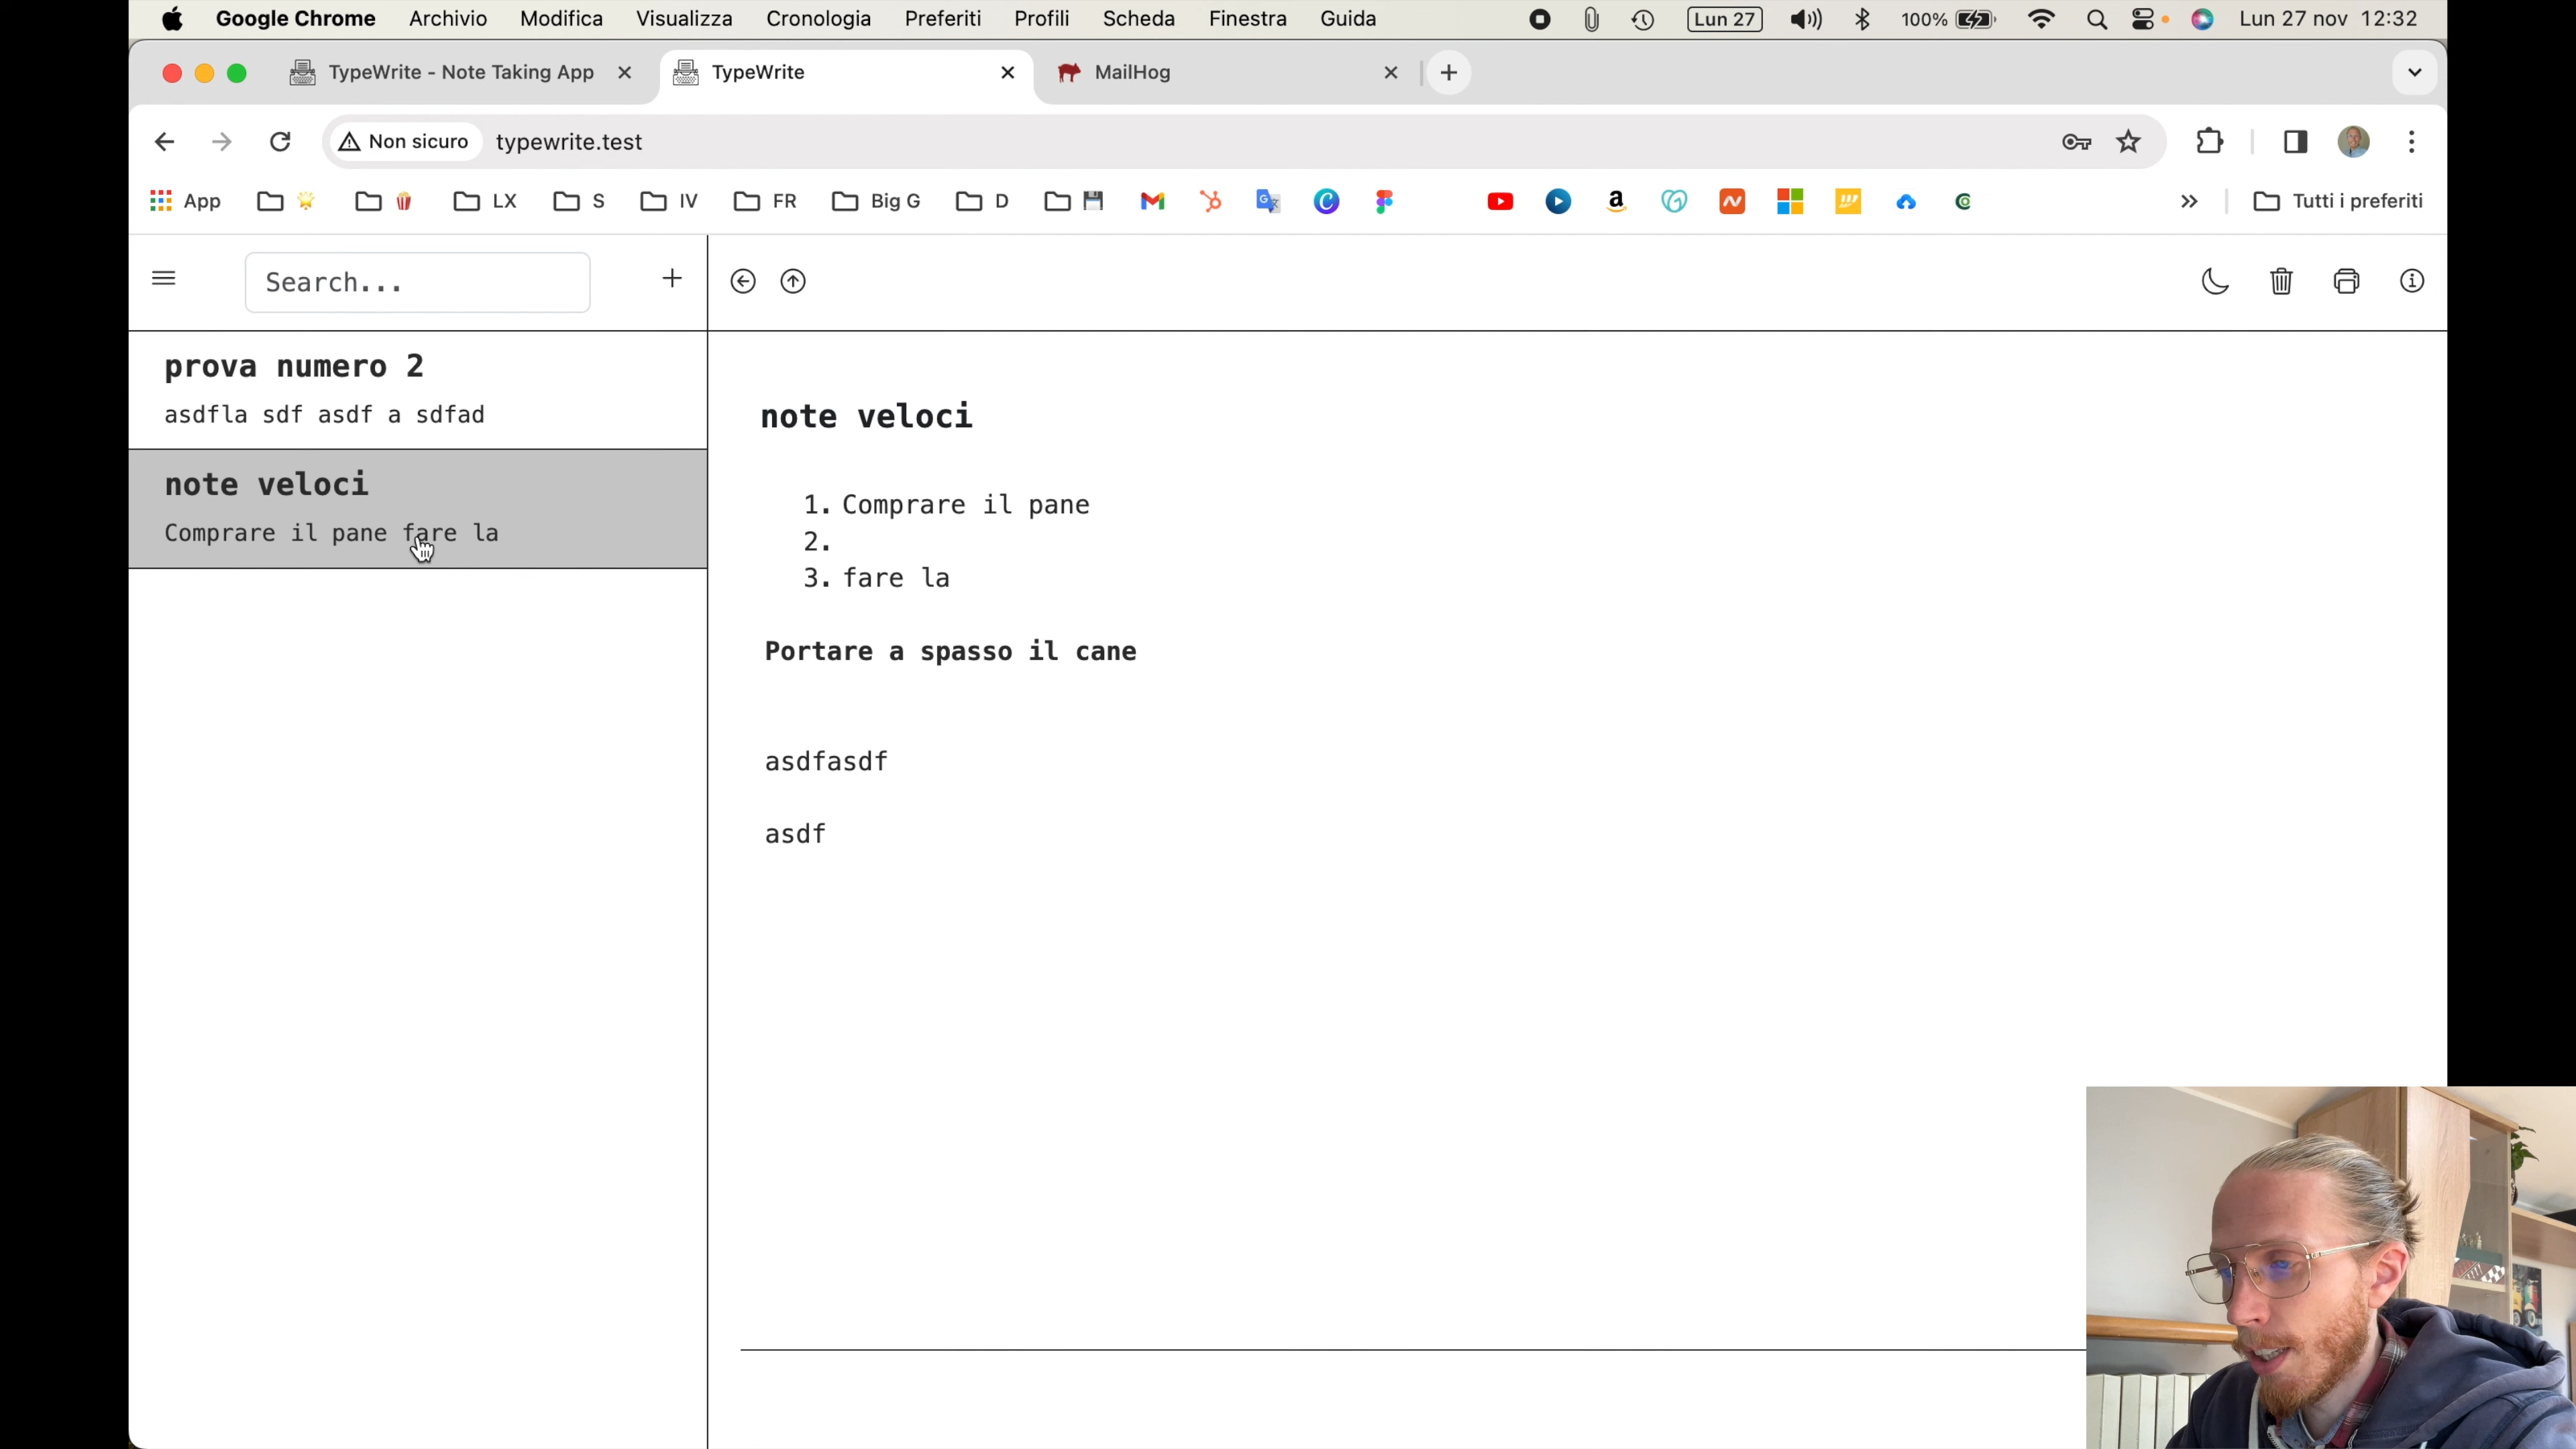 Google Chrome Archivio Modifica Visualizza Cronologia Preferiti Profili Scheda Finestra Guida Lun 27 100% Lun 27 nov 12:32
TypeWrite - Note Taking App TypeWrite MailHog
Non sicuro typewrite.test
App LX S IV FR Big G D Tutti i preferiti
Search...
prova numero 2
asdfla sdf asdf a sdfad
note veloci
Comprare il pane fare la
note veloci
1. Comprare il pane
2.
3. fare la
Portare a spasso il cane
asdfasdf
asdf